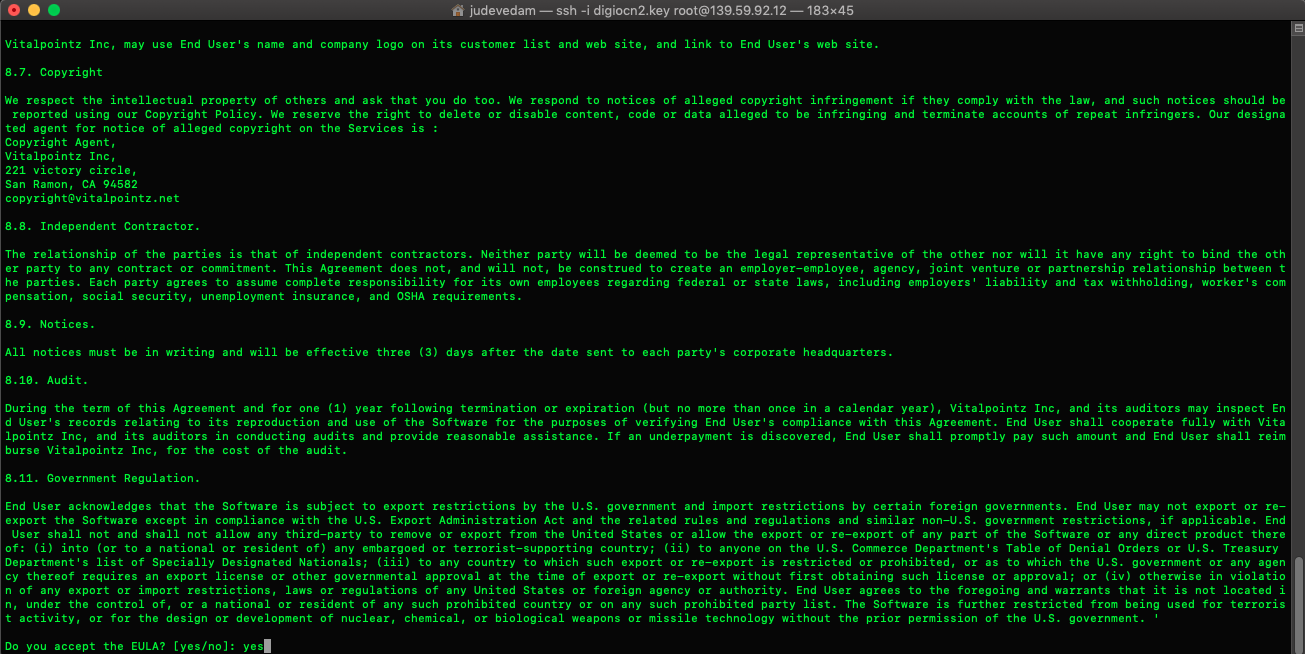 judevedam — ssh -i digiocn2.key root@139.59.92.12 — 183×45
Vitalpointz Inc, may use End User's name and company logo on its customer list and web site, and link to End User's web site.
8.7. Copyright
We respect the intellectual property of others and ask that you do too. We respond to notices of alleged copyright infringement if they comply with the law, and such notices should be
 reported using our Copyright Policy. We reserve the right to delete or disable content, code or data alleged to be infringing and terminate accounts of repeat infringers. Our designa
ted agent for notice of alleged copyright on the Services is :
Copyright Agent,
Vitalpointz Inc,
221 victory circle,
San Ramon, CA 94582
copyright@vitalpointz.net
8.8. Independent Contractor.
The relationship of the parties is that of independent contractors. Neither party will be deemed to be the legal representative of the other nor will it have any right to bind the oth
er party to any contract or commitment. This Agreement does not, and will not, be construed to create an employer-employee, agency, joint venture or partnership relationship between t
he parties. Each party agrees to assume complete responsibility for its own employees regarding federal or state laws, including employers' liability and tax withholding, worker's com
pensation, social security, unemployment insurance, and OSHA requirements.
8.9. Notices.
All notices must be in writing and will be effective three (3) days after the date sent to each party's corporate headquarters.
8.10. Audit.
During the term of this Agreement and for one (1) year following termination or expiration (but no more than once in a calendar year), Vitalpointz Inc, and its auditors may inspect En
d User's records relating to its reproduction and use of the Software for the purposes of verifying End User's compliance with this Agreement. End User shall cooperate fully with Vita
lpointz Inc, and its auditors in conducting audits and provide reasonable assistance. If an underpayment is discovered, End User shall promptly pay such amount and End User shall reim
burse Vitalpointz Inc, for the cost of the audit.
8.11. Government Regulation.
End User acknowledges that the Software is subject to export restrictions by the U.S. government and import restrictions by certain foreign governments. End User may not export or re-
export the Software except in compliance with the U.S. Export Administration Act and the related rules and regulations and similar non-U.S. government restrictions, if applicable. End
 User shall not and shall not allow any third-party to remove or export from the United States or allow the export or re-export of any part of the Software or any direct product there
of: (i) into (or to a national or resident of) any embargoed or terrorist-supporting country; (ii) to anyone on the U.S. Commerce Department's Table of Denial Orders or U.S. Treasury
Department's list of Specially Designated Nationals; (iii) to any country to which such export or re-export is restricted or prohibited, or as to which the U.S. government or any agen
cy thereof requires an export license or other governmental approval at the time of export or re-export without first obtaining such license or approval; or (iv) otherwise in violatio
n of any export or import restrictions, laws or regulations of any United States or foreign agency or authority. End User agrees to the foregoing and warrants that it is not located i
n, under the control of, or a national or resident of any such prohibited country or on any such prohibited party list. The Software is further restricted from being used for terroris
t activity, or for the design or development of nuclear, chemical, or biological weapons or missile technology without the prior permission of the U.S. government. '
Do you accept the EULA? [yes/no]: yes